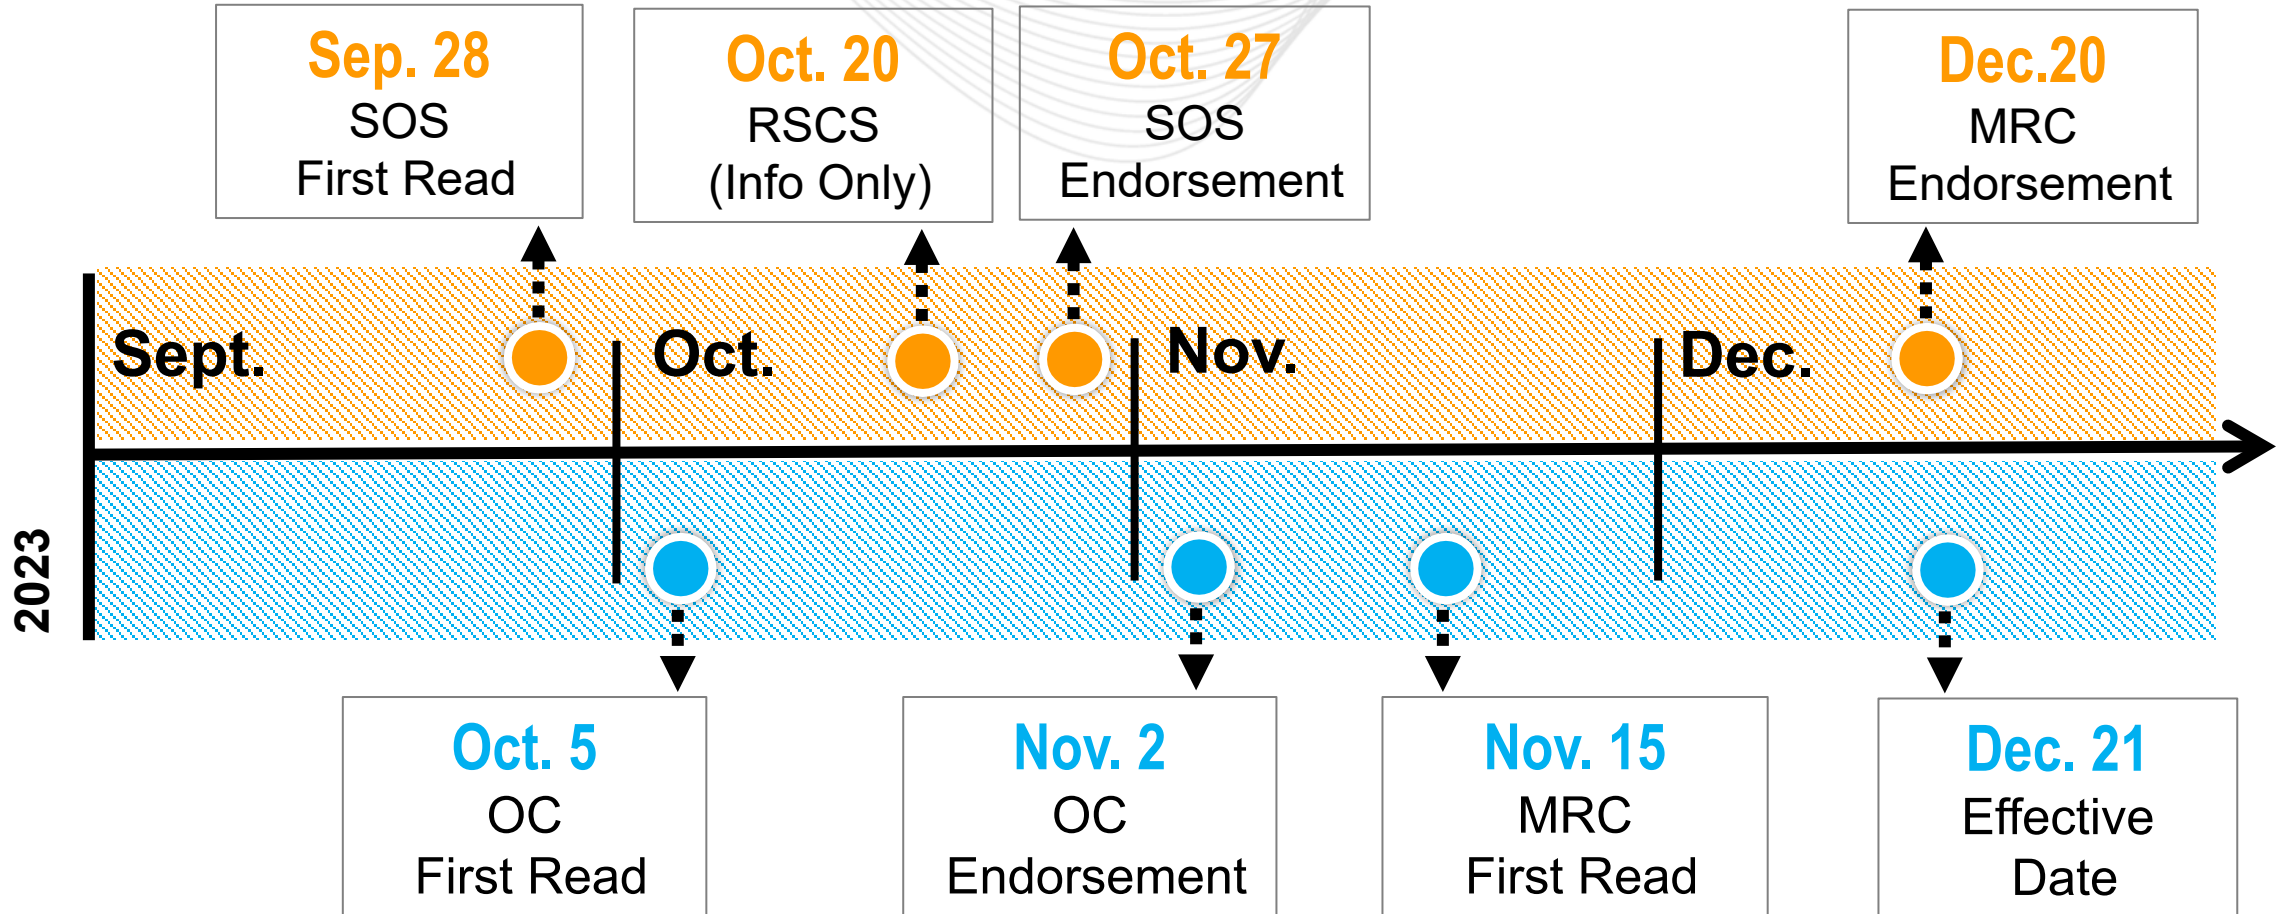 Sep. 28
SOS
First Read
Oct. 20
RSCS
(Info Only)
Oct. 27
SOS
Endorsement
Dec.20
MRC
Endorsement
Sept.
Oct.
Nov.
Dec.
2023
Oct. 5
OC
First Read
Nov. 2
OC
Endorsement
Nov. 15
MRC
First Read
Dec. 21
Effective
Date